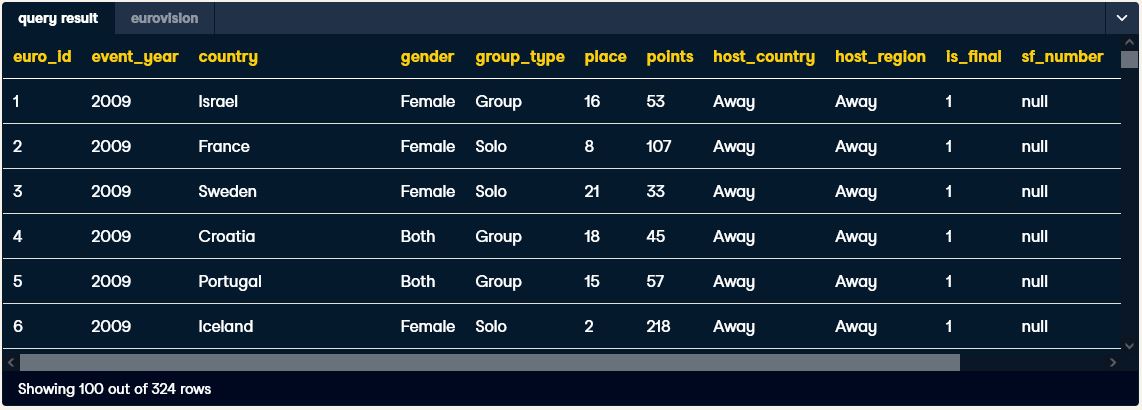 query result eurovision
euro_id event_year country gender group_type place points host_country host_region is_final sf_number
1 2009 Israel Female Group 16 53 Away Away 1 null
2 2009 France Female Solo 8 107 Away Away 1 null
3 2009 Sweden Female Solo 21 33 Away Away 1 null
4 2009 Croatia Both Group 18 45 Away Away 1 null
5 2009 Portugal Both Group 15 57 Away Away 1 null
6 2009 Iceland Female Solo 2 218 Away Away 1 null
Showing 100 out of 324 rows